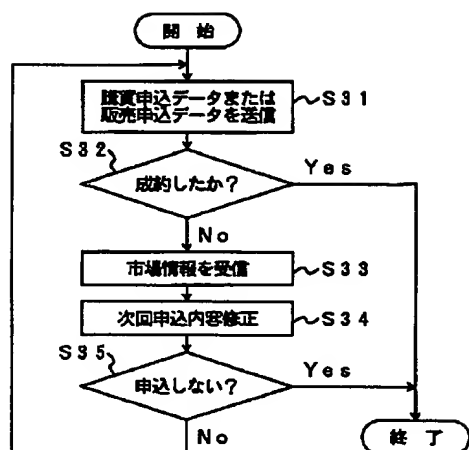 開 始
購買申込データまたは
販売申込データを送信
S31
S32
成約したか?
Yes
No
市場情報を受信
S33
次回申込内容修正
S34
S35
申込しない?
Yes
No
終 了